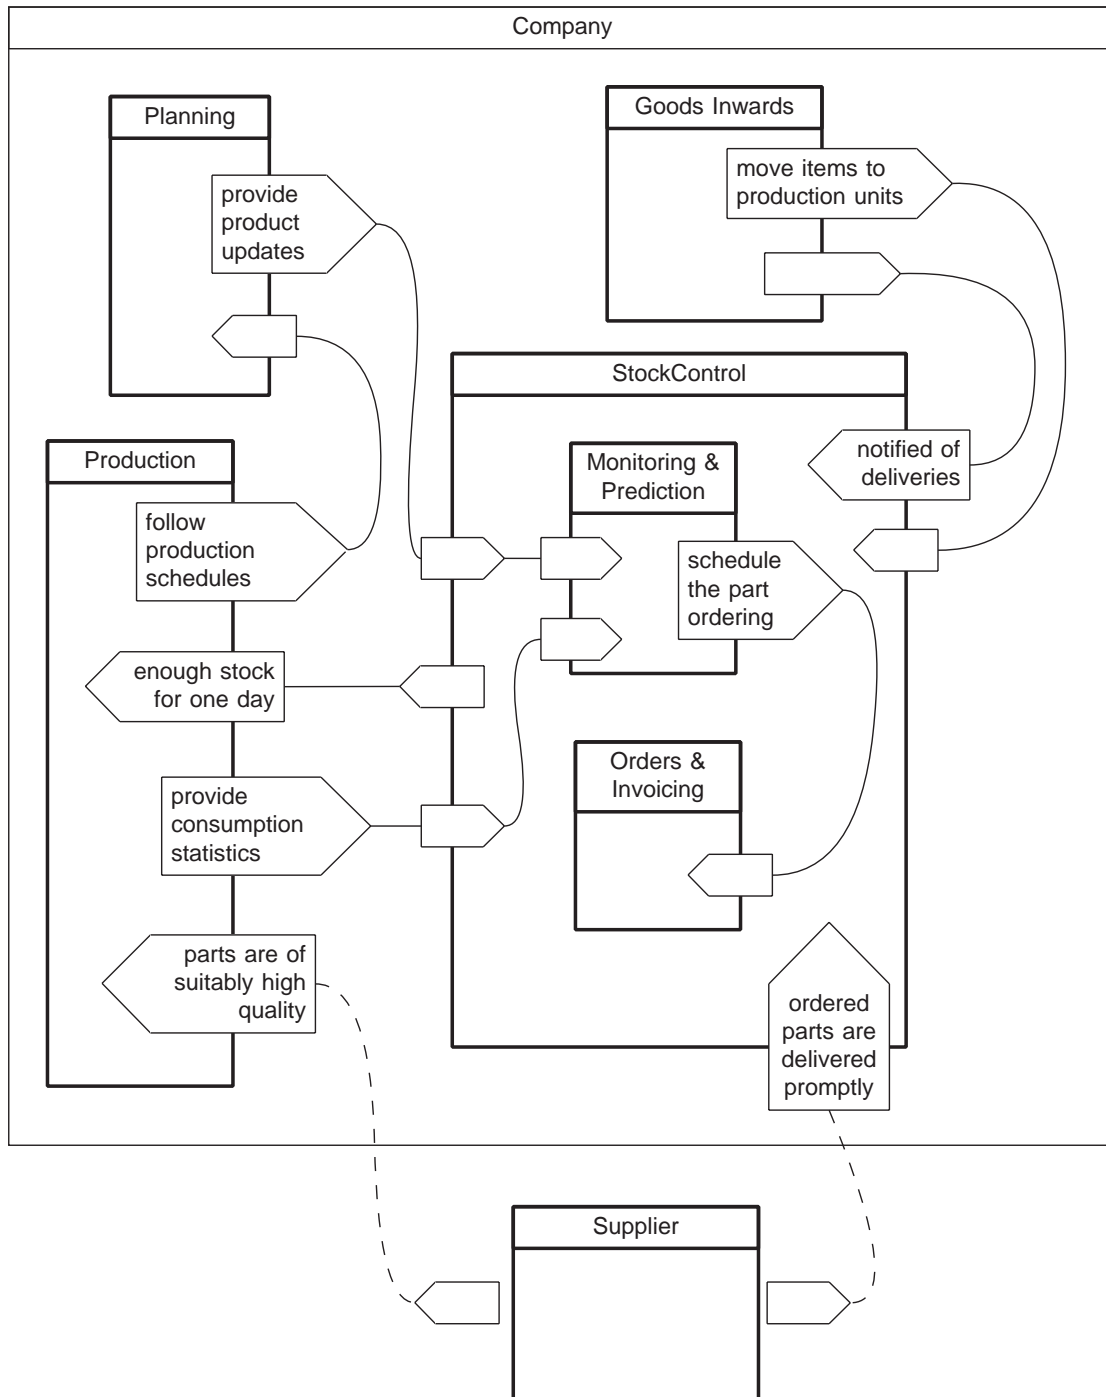 Company
Planning
provide
product
updates
Goods Inwards
move items to
production units
StockControl
notified of
deliveries
Monitoring &
Prediction
schedule
the part
ordering
Production
follow
production
schedules
enough stock
for one day
provide
consumption
statistics
Orders &
Invoicing
parts are of
suitably high
quality
ordered
parts are
delivered
promptly
Supplier